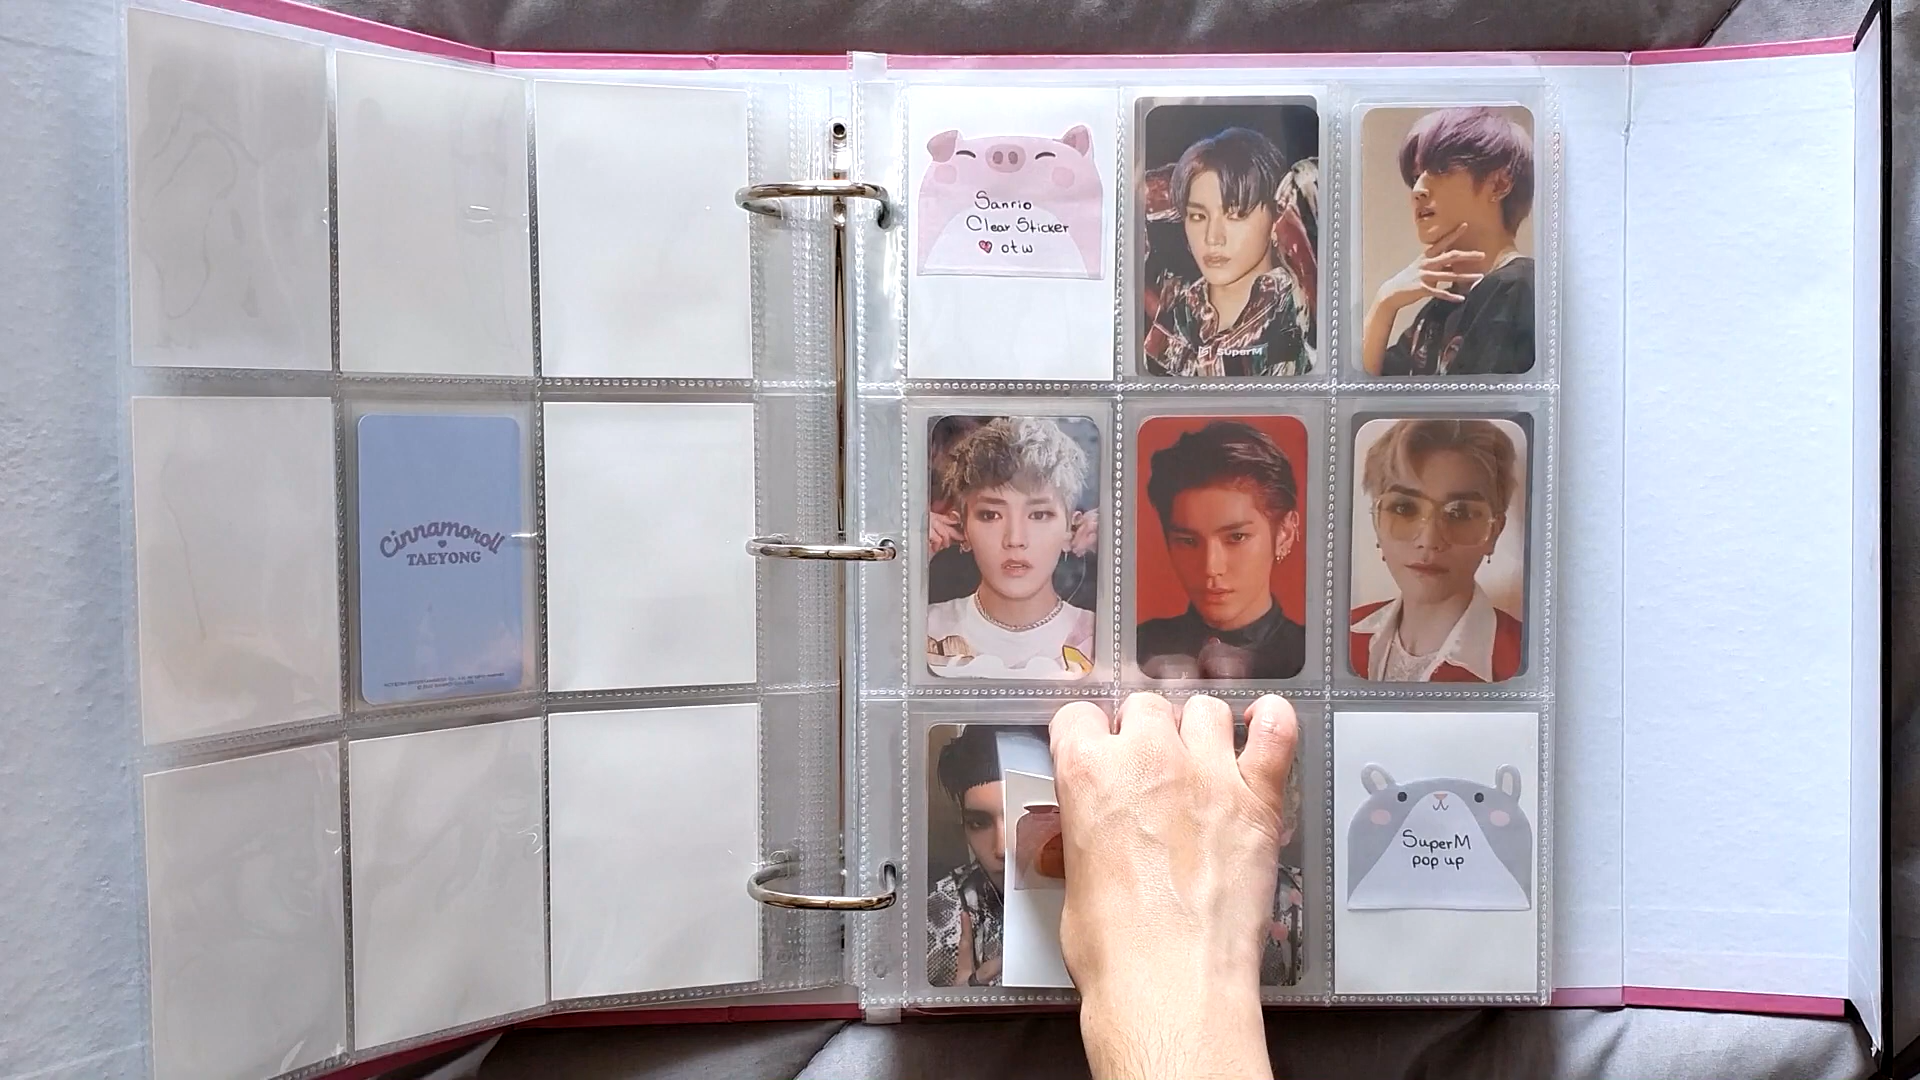 Cinnamoroll
TAEYONG
Sanrio
Clear Sticker
otw
SuperM
SuperM
pop up